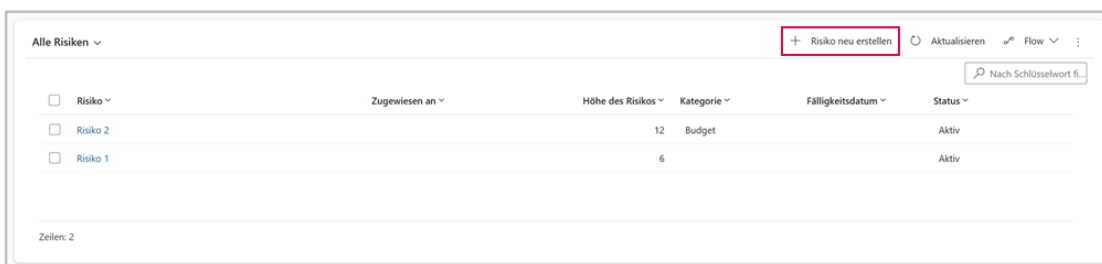 Alle Risiken
Risiko neu erstellen Aktualisieren Flow
Nach Schlüsselwort fi...
Risiko Zugewiesen an Höhe des Risikos Kategorie Fälligkeitsdatum Status
Risiko 2 12 Budget Aktiv
Risiko 1 6 Aktiv
Zeilen: 2